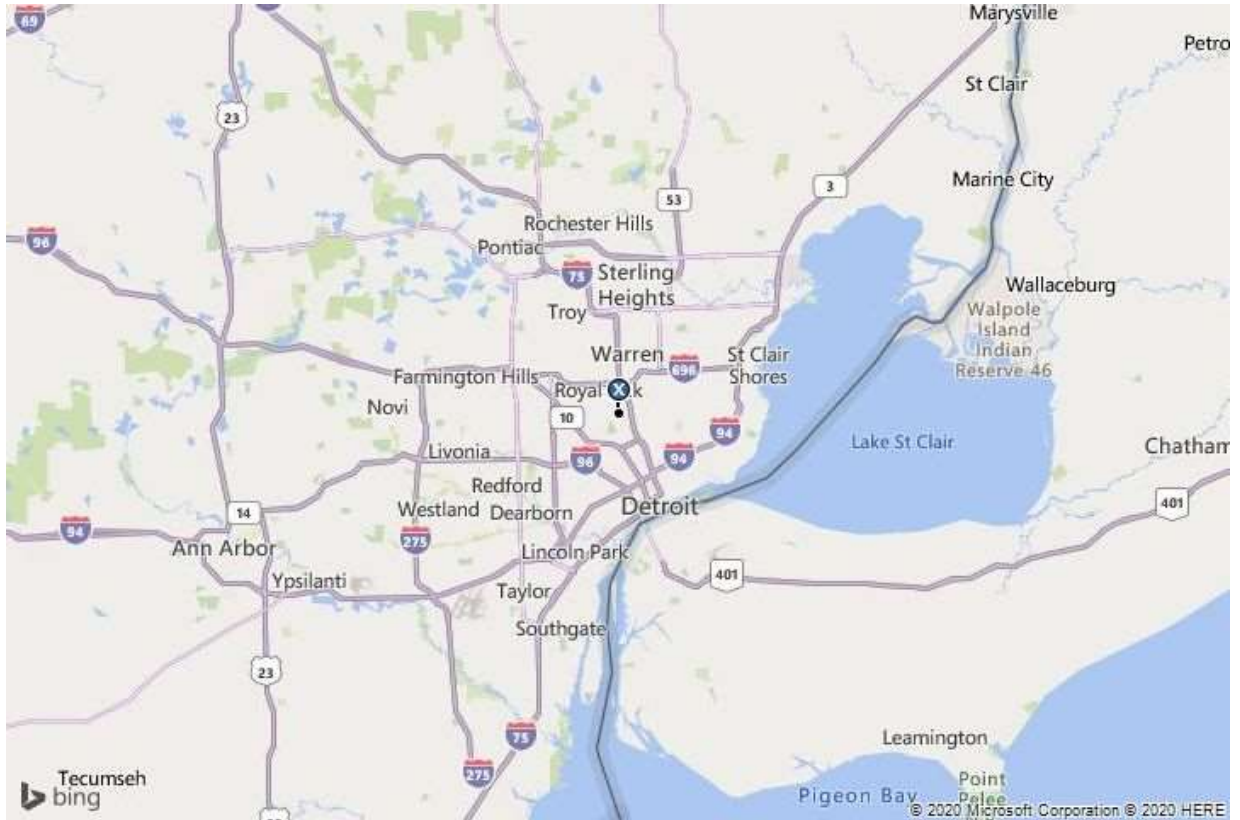 69
Marysville
Petro
St Clair
23
Marine City
3
53
Rochester Hills
96
Pontiac
75
Sterling
Heights
Wallaceburg
Walpole
Island
Indian
Reserve 46
Troy
Warren
St Clair
Shores
696
Farmington Hills
Royal
k
X
Novi
10
94
Lake St Clair
Livonia
96
94
Chatham
Redford
401
Westland
Dearborn
Detroit
14
94
275
Ann Arbor
Lincoln Park
401
Ypsilanti
Taylor
Southgate
23
75
Leamington
275
Tecumseh
bing
Point
Pelee
Pigeon Bay
© 2020 Microsoft Corporation © 2020 HERE